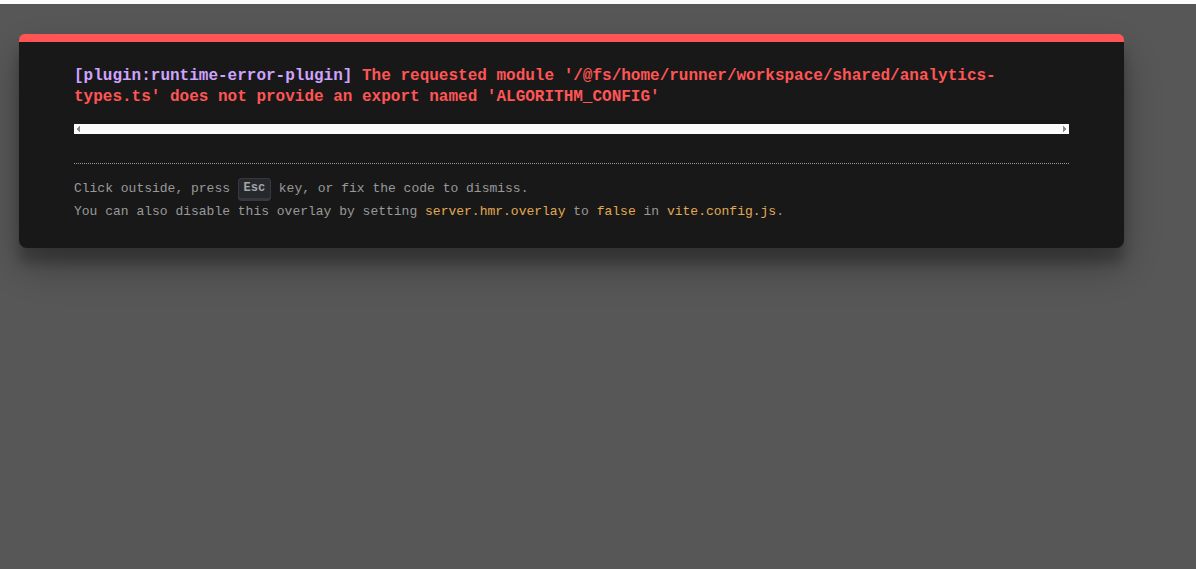 [plugin:runtime-error-plugin] The requested module '/@fs/home/runner/workspace/shared/analytics-
types.ts' does not provide an export named 'ALGORITHM_CONFIG'
Click outside, press Esc key, or fix the code to dismiss.
You can also disable this overlay by setting server.hmr.overlay to false in vite.config.js.